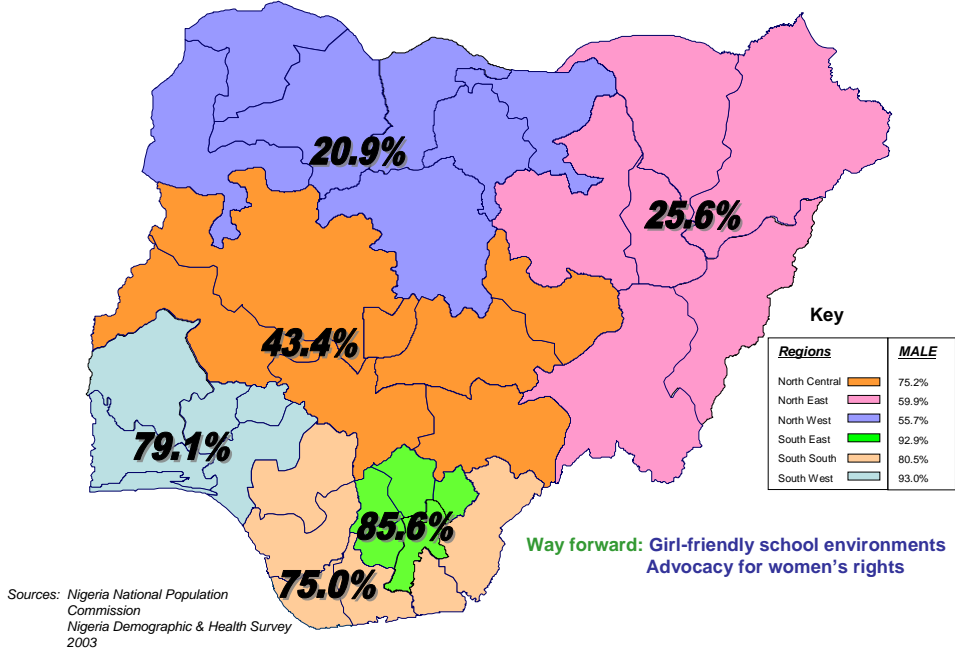 20.9%
25.6%
43.4%
79.1%
85.6%
75.0%
Key
Regions MALE
North Central 75.2%
North East 59.9%
North West 55.7%
South East 92.9%
South South 80.5%
South West 93.0%
Way forward: Girl-friendly school environments
Advocacy for women's rights
Sources: Nigeria National Population
Commission
Nigeria Demographic & Health Survey
2003